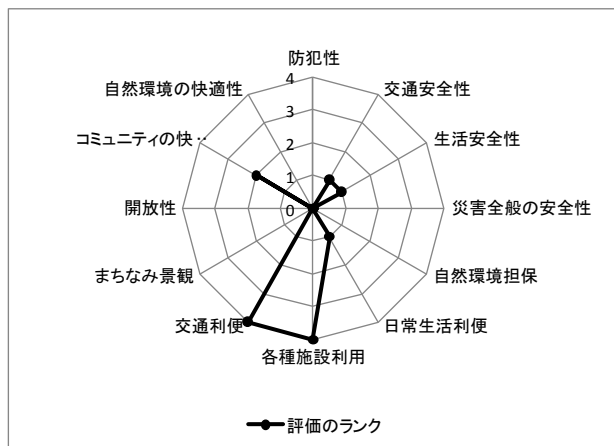 防犯性
交通安全性
生活安全性
災害全般の安全性
自然環境担保
日常生活利便
各種施設利用
交通利便
まちなみ景観
開放性
コミュニティの快…
自然環境の快適性
4
3
2
1
0
評価のランク